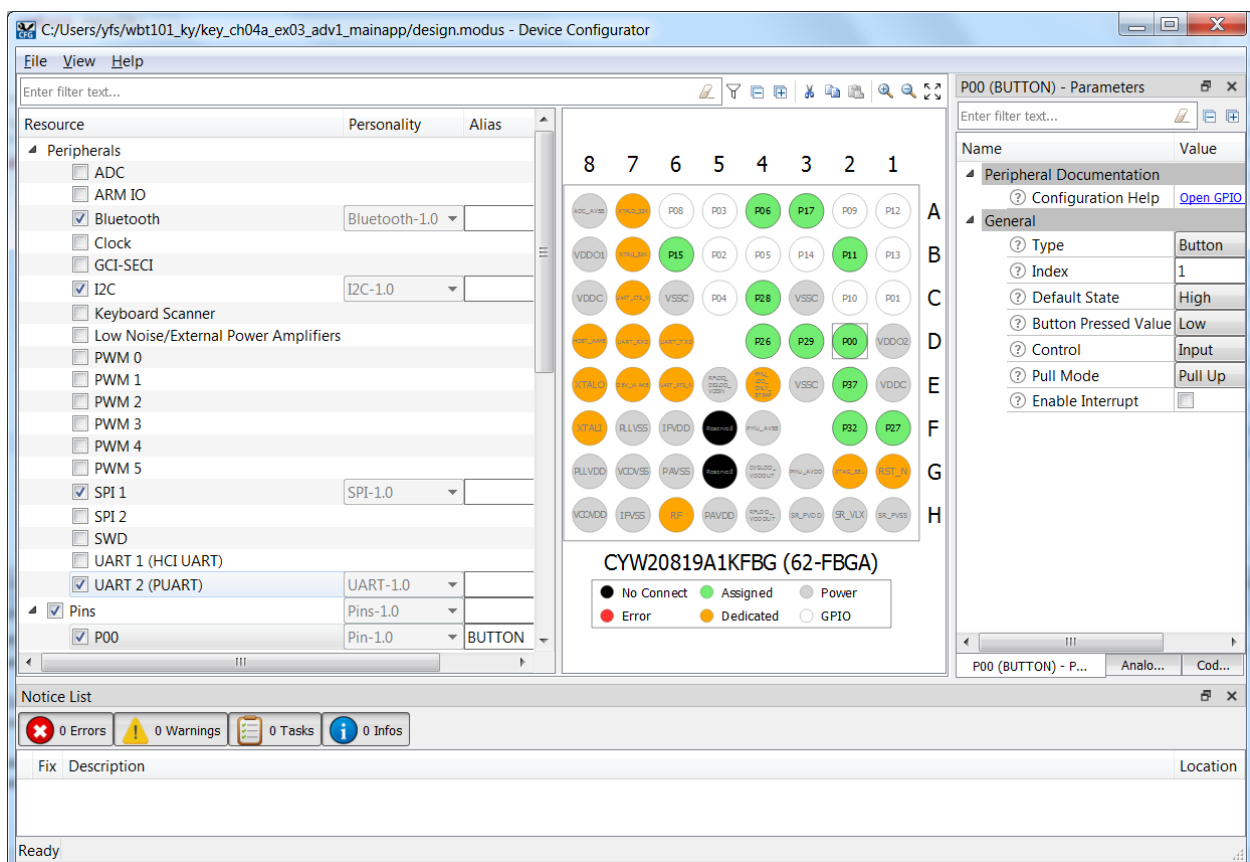 C:/Users/yfs/wbt101_ky/key_ch04a_ex03_adv1_mainapp/design.modus - Device Configurator
File View Help
Enter filter text...
Resource Personality Alias
Peripherals
ADC
ARM IO
Bluetooth Bluetooth-1.0
Clock
GCI-SECI
I2C I2C-1.0
Keyboard Scanner
Low Noise/External Power Amplifiers
PWM 0
PWM 1
PWM 2
PWM 3
PWM 4
PWM 5
SPI 1 SPI-1.0
SPI 2
SWD
UART 1 (HCI UART)
UART 2 (PUART) UART-1.0
Pins Pins-1.0
P00 Pin-1.0 BUTTON
8 7 6 5 4 3 2 1
P08 P03 P06 P17 P09 P12 A
VDDO1 P15 P02 P05 P14 P11 P13 B
VDDC VSSC P04 P28 VSSC P10 P01 C
P26 P29 P00 VDDO2 D
XTALO VSSC P37 VDDC E
XTALI PLLVSS IFVDD Reserved P32 P27 F
PLLVDD VCOVSS PAVSS Reserved RST_N G
VCOVDD IFVSS RF PAVDD SR_PVDD SR_VLX SR_PVSS H
CYW20819A1KFBG (62-FBGA)
No Connect Assigned Power
Error Dedicated GPIO
P00 (BUTTON) - Parameters
Enter filter text...
Name Value
Peripheral Documentation
Configuration Help Open GPIO
General
Type Button
Index 1
Default State High
Button Pressed Value Low
Control Input
Pull Mode Pull Up
Enable Interrupt
P00 (BUTTON) - P... Analo... Cod...
Notice List
0 Errors 0 Warnings 0 Tasks 0 Infos
Fix Description Location
Ready